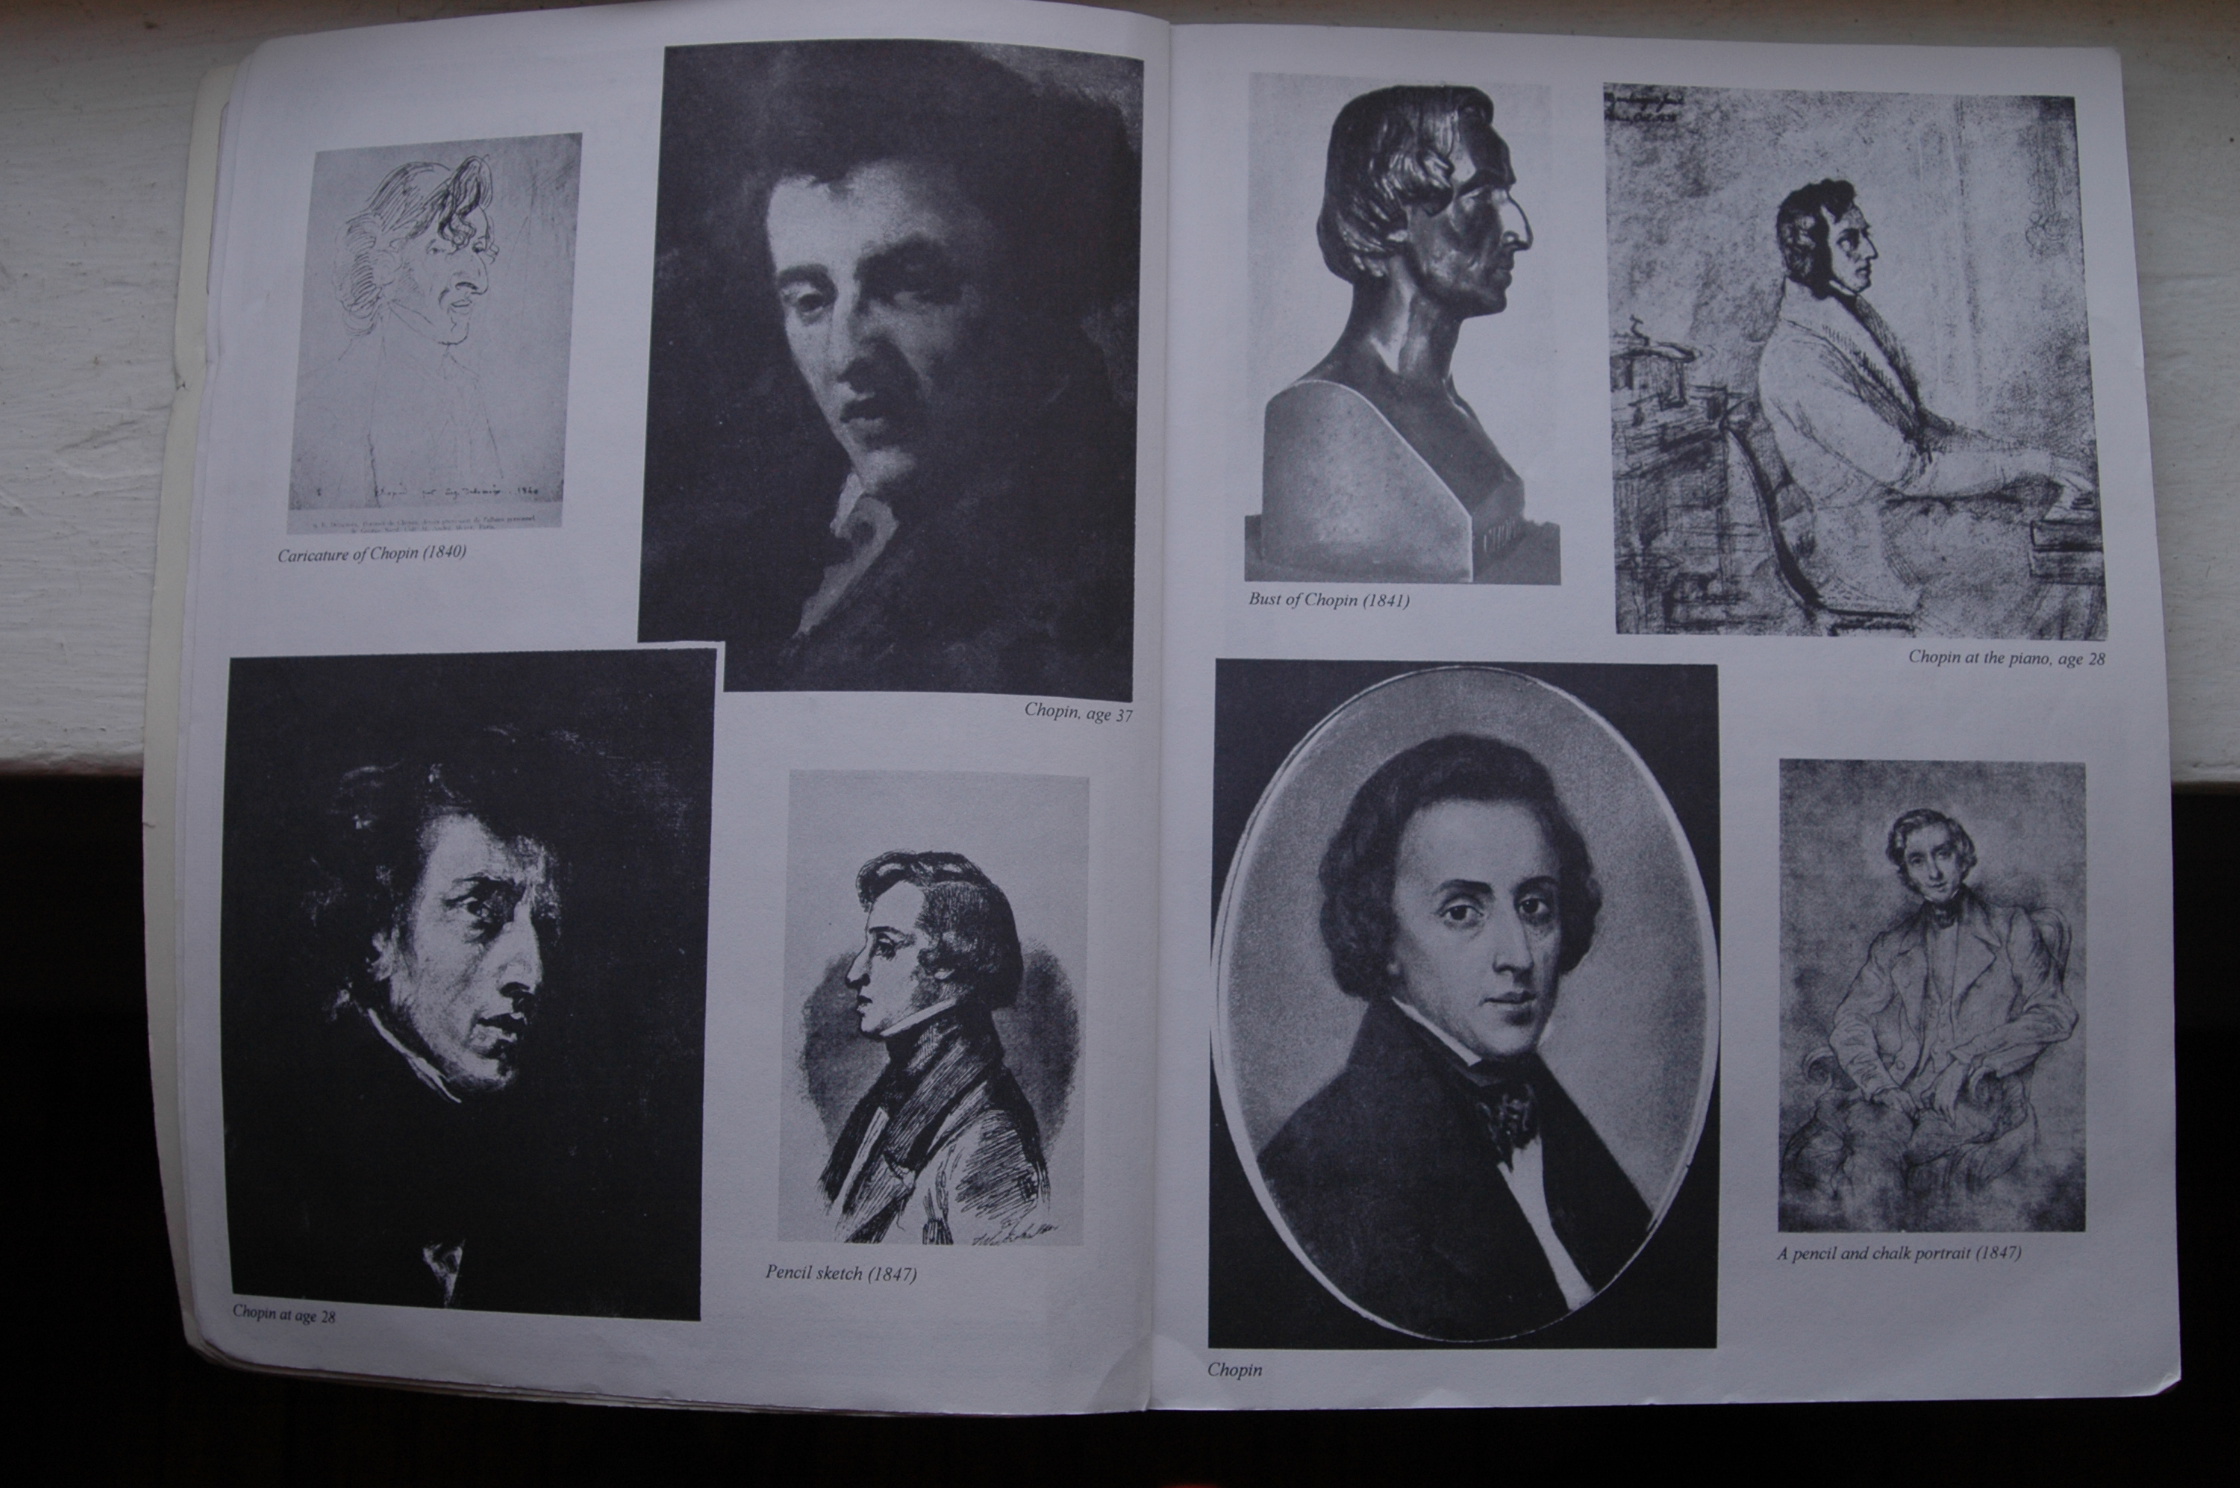 Caricature of Chopin (1840)
Chopin, age 37
Chopin at age 28
Pencil sketch (1847)
Bust of Chopin (1841)
Chopin at the piano, age 28
Chopin
A pencil and chalk portrait (1847)